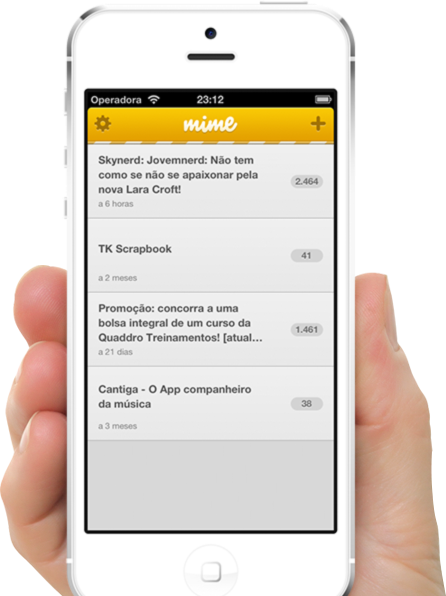 Operadora 23:12
mime
Skynerd: Jovemnerd: Não tem
como se não se apaixonar pela
nova Lara Croft!
2.464
a 6 horas
TK Scrapbook
41
a 2 meses
Promoção: concorra a uma
bolsa integral de um curso da
Quaddro Treinamentos! [atual...
1.461
a 21 dias
Cantiga - O App companheiro
da música
38
a 3 meses